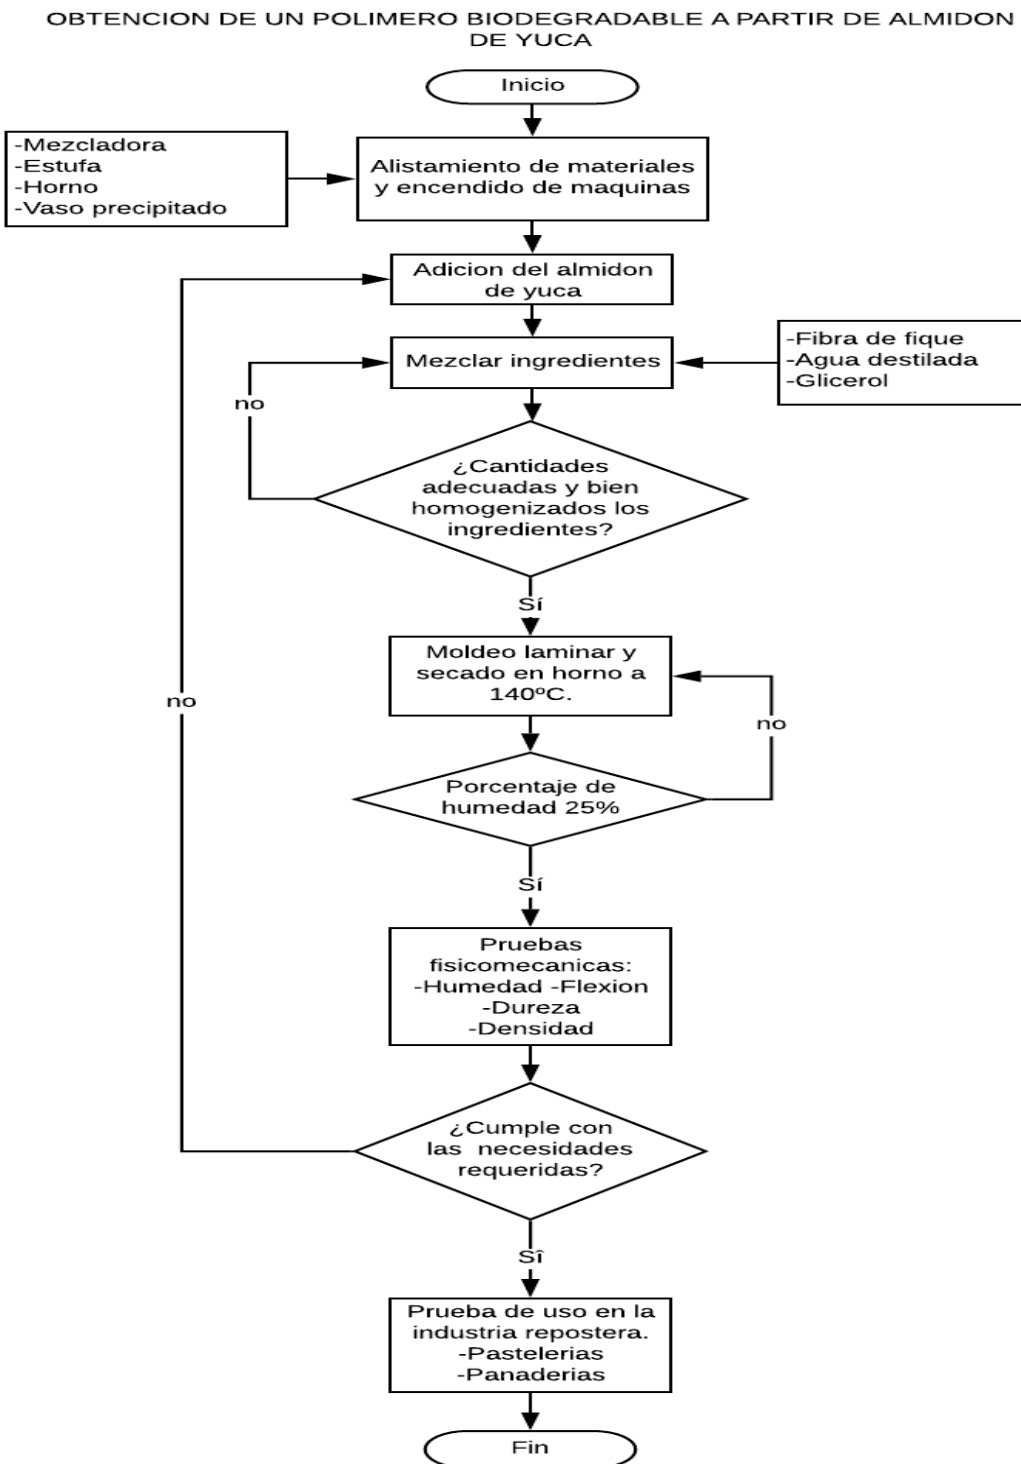 OBTENCION DE UN POLIMERO BIODEGRADABLE A PARTIR DE ALMIDON
DE YUCA
Inicio
-Mezcladora
-Estufa
-Horno
-Vaso precipitado
Alistamiento de materiales
y encendido de maquinas
Adicion del almidon
de yuca
Mezclar ingredientes
-Fibra de fique
-Agua destilada
-Glicerol
no
¿Cantidades
adecuadas y bien
homogenizados los
ingredientes?
Sí
Moldeo laminar y
secado en horno a
140ºC.
no
no
Porcentaje de
humedad 25%
Sí
Pruebas
fisicomecanicas:
-Humedad -Flexion
-Dureza
-Densidad
¿Cumple con
las necesidades
requeridas?
Sî
Prueba de uso en la
industria repostera.
-Pastelerias
-Panaderias
Fin